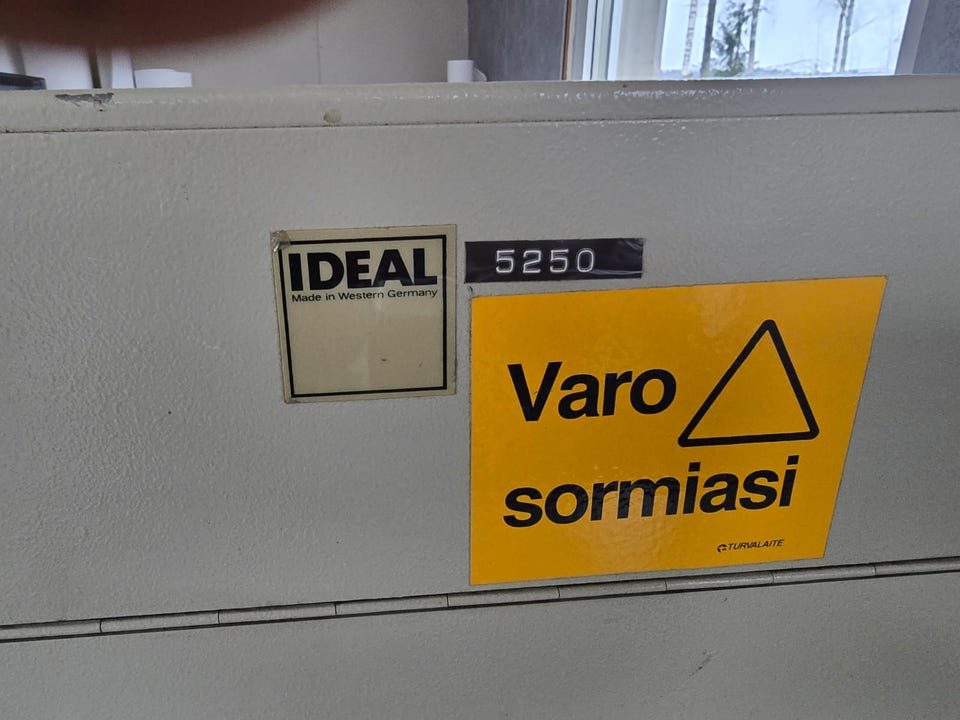 IDEAL
Made in Western Germany
5250
Varo
sormiasi
TURVALAITE